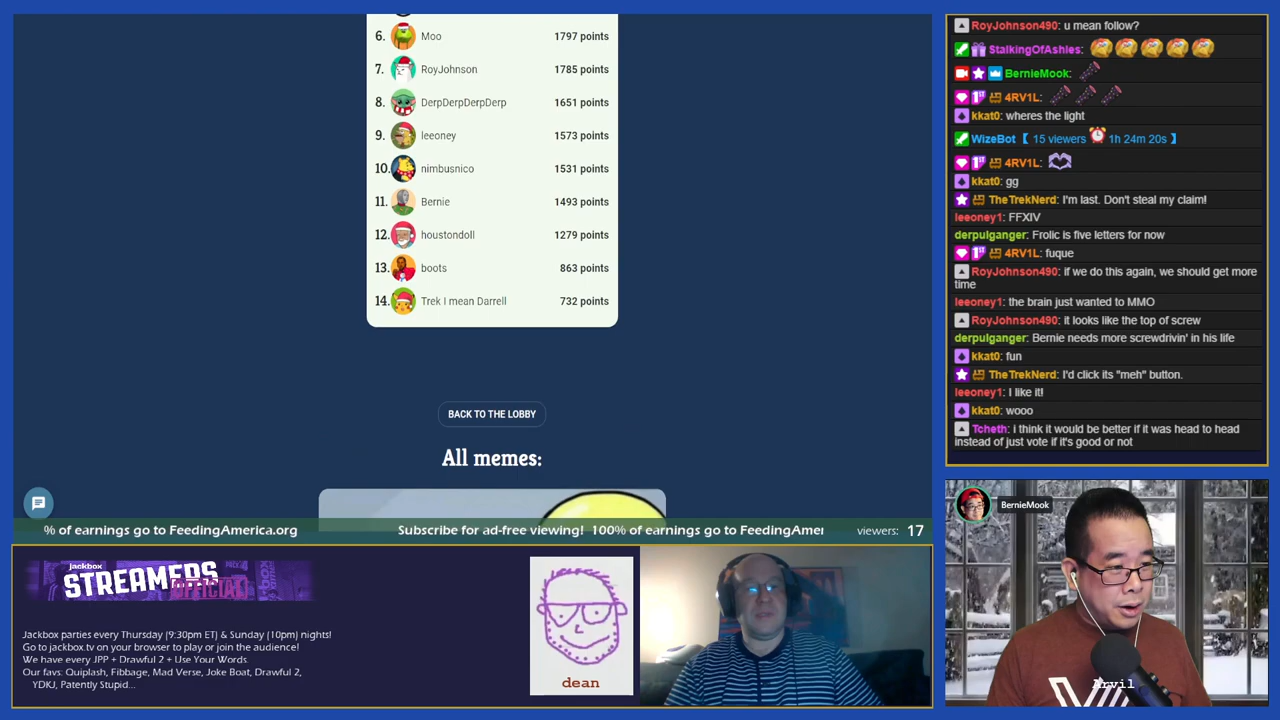 6. Moo 1797 points
7. RoyJohnson 1785 points
8. DerpDerpDerpDerp 1651 points
9. leeoney 1573 points
10. nimbusnico 1531 points
11. Bernie 1493 points
12. houstondoll 1279 points
13. boots 863 points
14. Trek I mean Darrell 732 points
BACK TO THE LOBBY
All memes:
% of earnings go to FeedingAmerica.org Subscribe for ad-free viewing! 100% of earnings go to FeedingAmer viewers: 17
jackbox
STREAMERS
OFFICIAL
Jackbox parties every Thursday (9:30pm ET) & Sunday (10pm) nights!
Go to jackbox.tv on your browser to play or join the audience!
We have every JPP + Drawful 2 + Use Your Words
Our favs: Quiplash, Fibbage, Mad Verse, Joke Boat, Drawful 2,
YDKJ, Patently Stupid...
dean
RoyJohnson490: u mean follow?
StalkingOfAshles:
BernieMook:
4RV1L:
kkat0: wheres the light
WizeBot 【 15 viewers 1h 24m 20s 】
4RV1L:
kkat0: gg
TheTrekNerd: I'm last. Don't steal my claim!
leeoney1: FFXIV
derpulganger: Frolic is five letters for now
4RV1L: fuque
RoyJohnson490: if we do this again, we should get more
time
leeoney1: the brain just wanted to MMO
RoyJohnson490: it looks like the top of screw
derpulganger: Bernie needs more screwdrivin' in his life
kkat0: fun
TheTrekNerd: I'd click its "meh" button.
leeoney1: I like it!
kkat0: wooo
Tcheth: i think it would be better if it was head to head
instead of just vote if it's good or not
BernieMook
Arvil